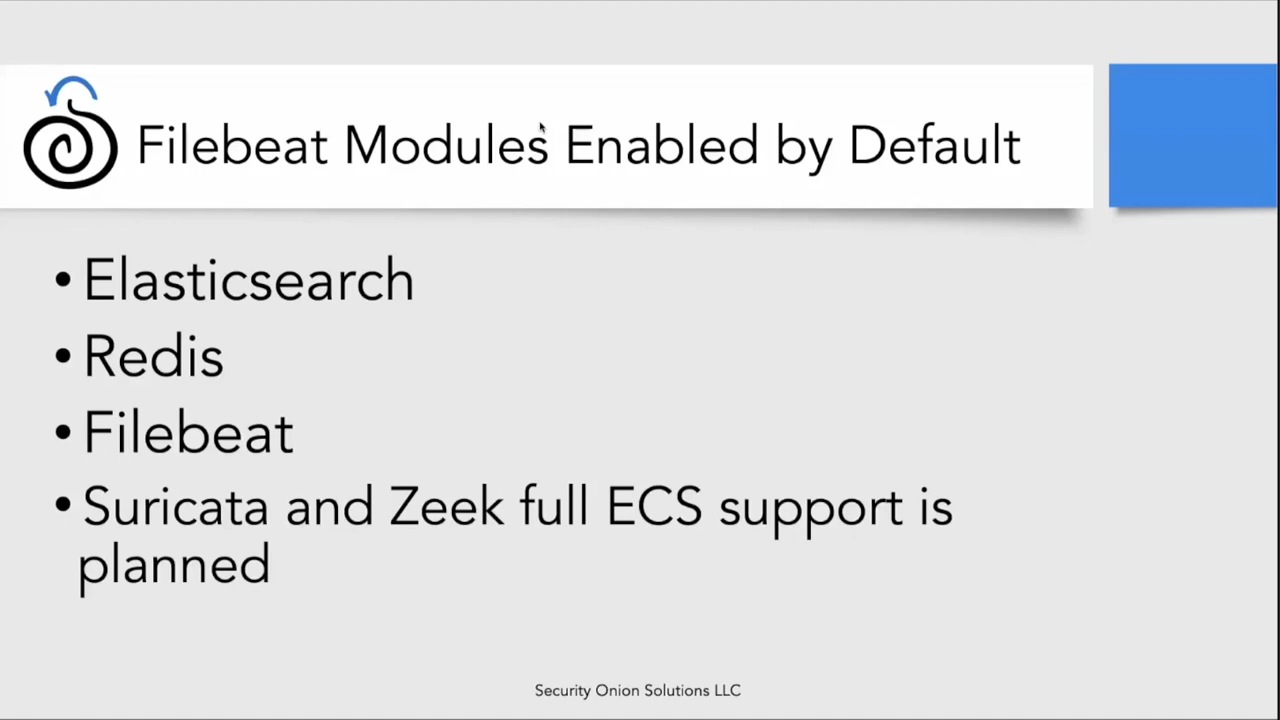 Filebeat Modules Enabled by Default
• Elasticsearch
• Redis
• Filebeat
• Suricata and Zeek full ECS support is
planned
Security Onion Solutions LLC